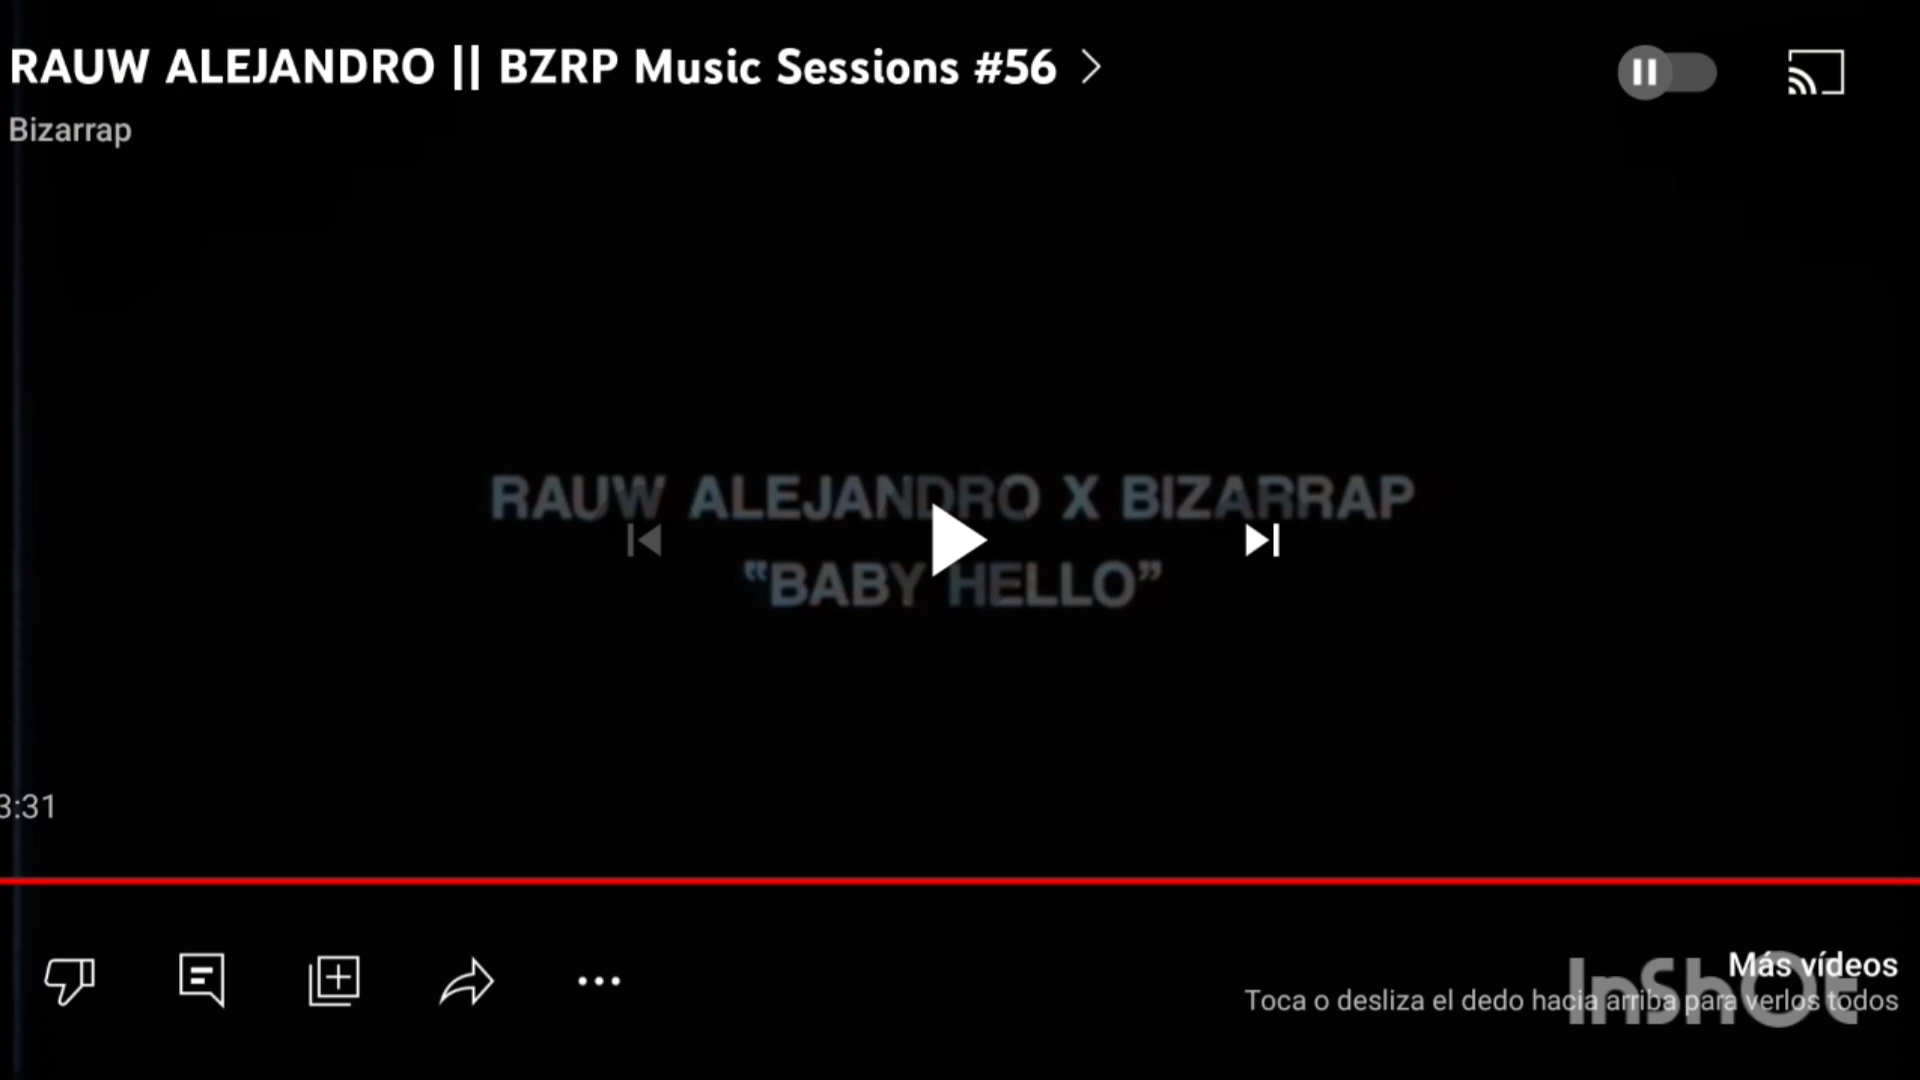 RAUW ALEJANDRO || BZRP Music Sessions #56
Bizarrap
RAUW ALEJANDRO X BIZARRAP
“BABY HELLO”
3:31
Más vídeos
Toca o desliza el dedo hacia arriba para verlos todos
InShOt